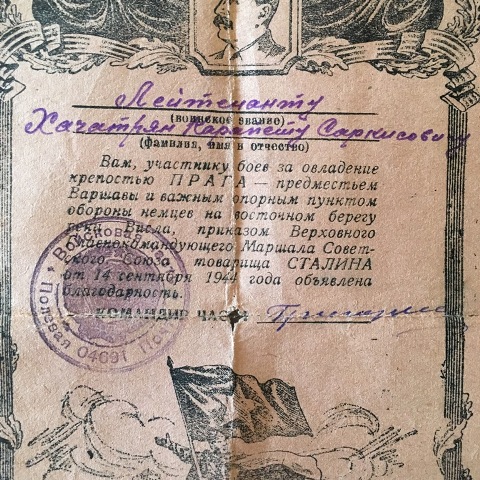 Лейтенанту
(воинское звание)
Хачатрян Карапету Саркисовичу
(фамилия, имя и отчество)
Вам, участнику боев за овладение
крепостью ПРАГА — предместьем
Варшавы и важным опорным пунктом
обороны немцев на восточном берегу
реки Висла, приказом Верховного
Главнокомандующего Маршала Совет-
ского Союза товарища СТАЛИНА
от 14 сентября 1944 года объявлена
благодарность.
КОМАНДИР ЧАСТИ
Полевая 04691